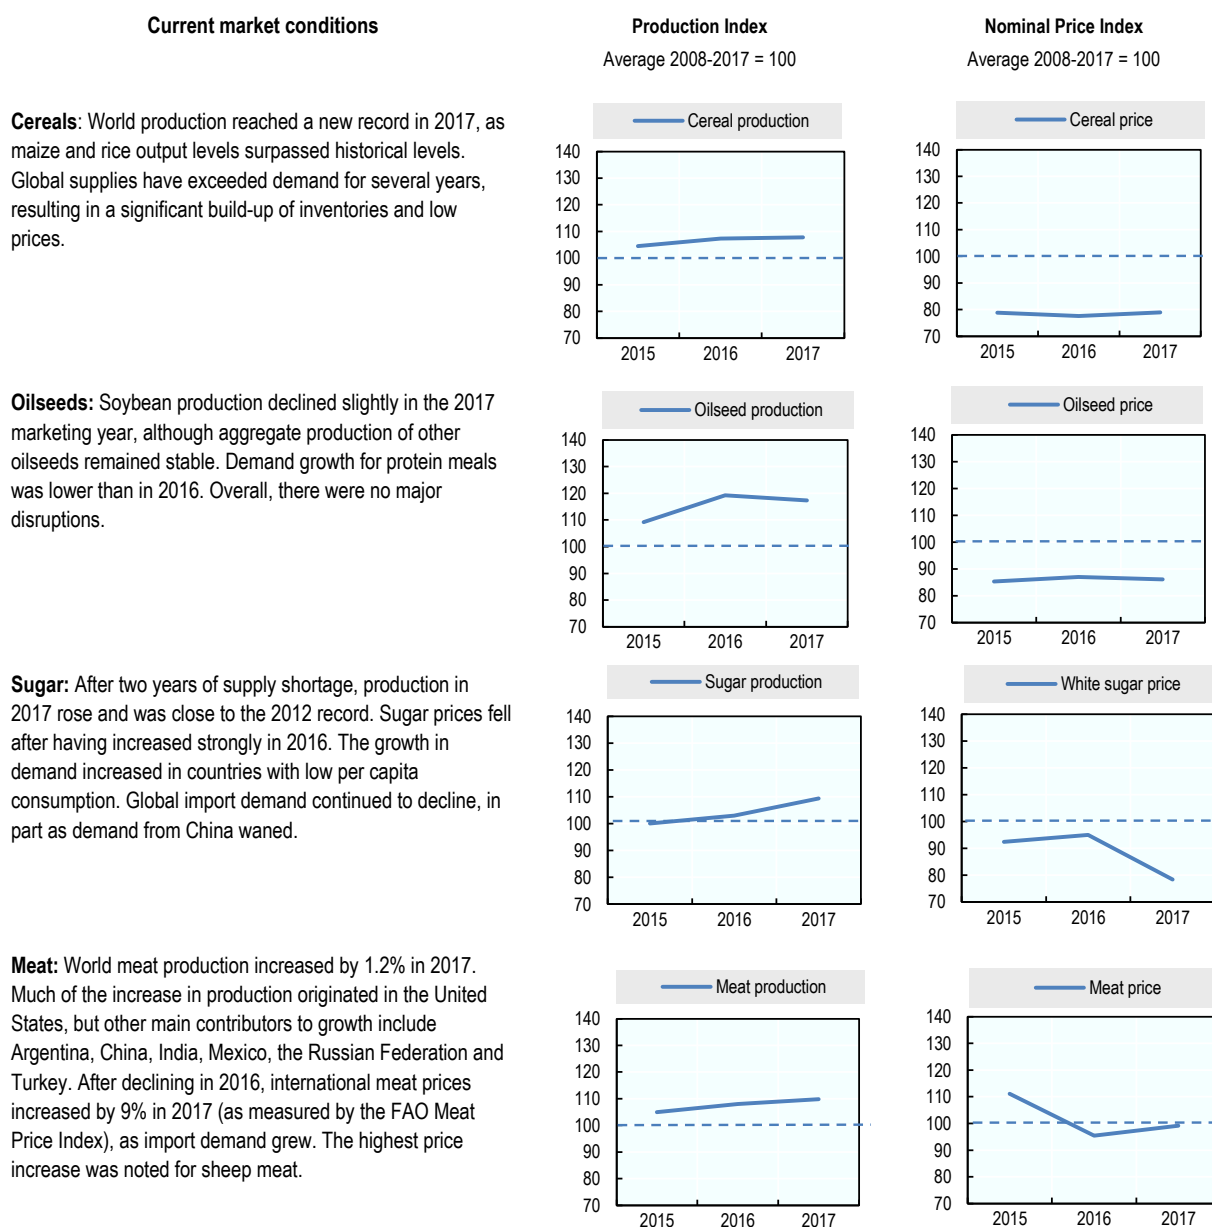 Current market conditions
Production Index
Average 2008-2017 = 100
Nominal Price Index
Average 2008-2017 = 100
Cereals: World production reached a new record in 2017, as
maize and rice output levels surpassed historical levels.
Global supplies have exceeded demand for several years,
resulting in a significant build-up of inventories and low
prices.
Cereal production
140
130
120
110
100
90
80
70
2015 2016 2017
Cereal price
140
130
120
110
100
90
80
70
2015 2016 2017
Oilseeds: Soybean production declined slightly in the 2017
marketing year, although aggregate production of other
oilseeds remained stable. Demand growth for protein meals
was lower than in 2016. Overall, there were no major
disruptions.
Oilseed production
140
130
120
110
100
90
80
70
2015 2016 2017
Oilseed price
140
130
120
110
100
90
80
70
2015 2016 2017
Sugar: After two years of supply shortage, production in
2017 rose and was close to the 2012 record. Sugar prices fell
after having increased strongly in 2016. The growth in
demand increased in countries with low per capita
consumption. Global import demand continued to decline, in
part as demand from China waned.
Sugar production
140
130
120
110
100
90
80
70
2015 2016 2017
White sugar price
140
130
120
110
100
90
80
70
2015 2016 2017
Meat: World meat production increased by 1.2% in 2017.
Much of the increase in production originated in the United
States, but other main contributors to growth include
Argentina, China, India, Mexico, the Russian Federation and
Turkey. After declining in 2016, international meat prices
increased by 9% in 2017 (as measured by the FAO Meat
Price Index), as import demand grew. The highest price
increase was noted for sheep meat.
Meat production
140
130
120
110
100
90
80
70
2015 2016 2017
Meat price
140
130
120
110
100
90
80
70
2015 2016 2017